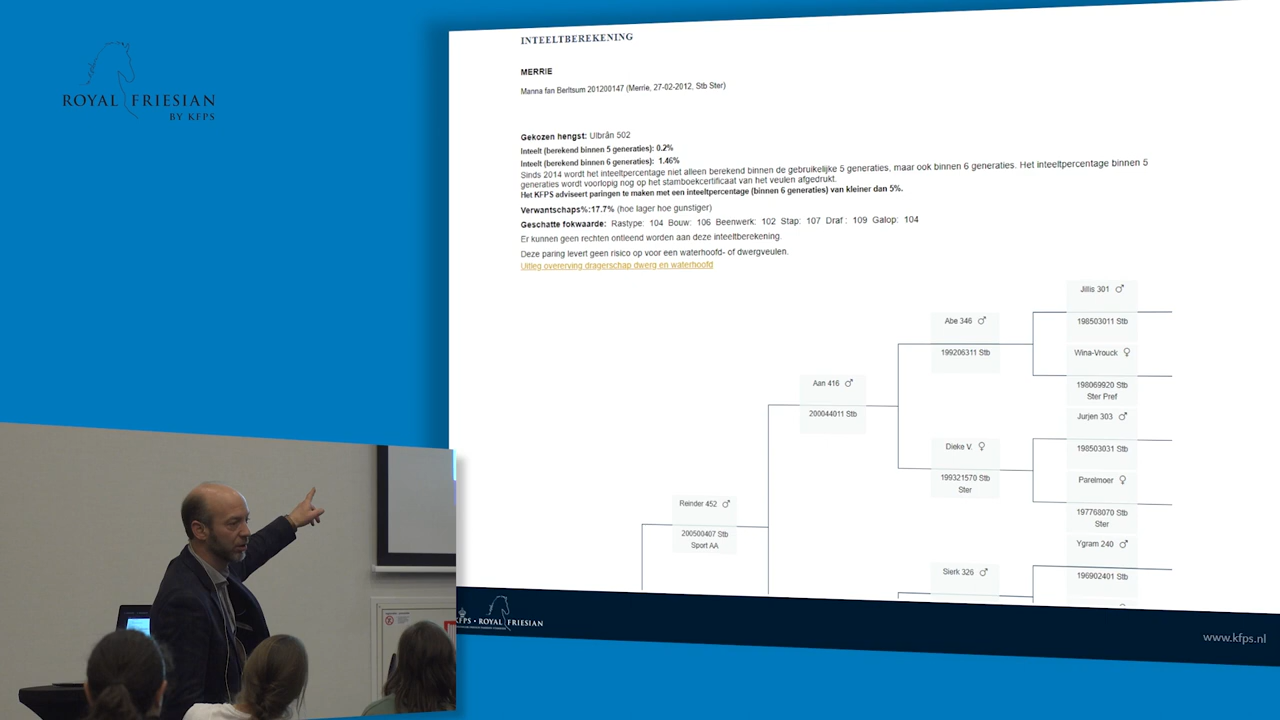 ROYAL FRIESIAN
BY KFPS
INTEELTBEREKENING
MERRIE
Manna fan Berltsum 201200147 (Merrie, 27-02-2012, Stb Ster)
Gekozen hengst: Ulbrân 502
Inteelt (berekend binnen 5 generaties): 0.2%
Inteelt (berekend binnen 6 generaties): 1.46%
Sinds 2014 wordt het inteeltpercentage niet alleen berekend binnen de gebruikelijke 5 generaties, maar ook binnen 6 generaties. Het inteeltpercentage binnen 5
generaties wordt voorlopig nog op het stamboekcertificaat van het veulen afgedrukt.
Het KFPS adviseert paringen te maken met een inteeltpercentage (binnen 6 generaties) van kleiner dan 5%.
Verwantschaps%:17.7% (hoe lager hoe gunstiger)
Geschatte fokwaarde: Rastype: 104 Bouw: 106 Beenwerk: 102 Stap: 107 Draf : 109 Galop: 104
Er kunnen geen rechten ontleend worden aan deze inteeltberekening.
Deze paring levert geen risico op voor een waterhoofd- of dwergveulen.
Uitleg overerving dragerschap dwerg en waterhoofd
Jillis 301 ♂
198503011 Stb
Abe 346 ♂
199206311 Stb
Wina-Vrouck ♀
198069920 Stb
Ster Pref
Aan 416 ♂
200044011 Stb
Jurjen 303 ♂
198503031 Stb
Dieke V. ♀
199321570 Stb
Ster
Parelmoer ♀
197768070 Stb
Ster
Reinder 452 ♂
200500407 Stb
Sport AA
Ygram 240 ♂
196902401 Stb
Sierk 326 ♂
KFPS • ROYAL FRIESIAN
www.kfps.nl